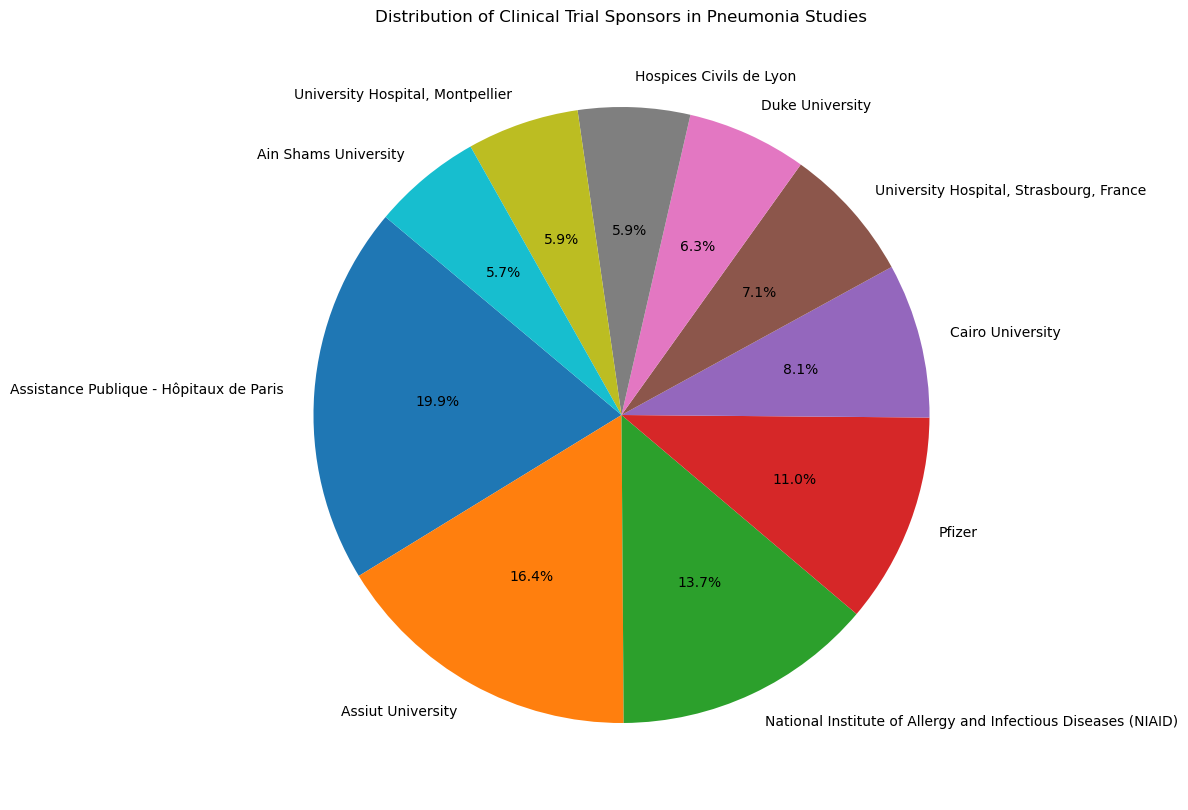 Distribution of Clinical Trial Sponsors in Pneumonia Studies
Hospices Civils de Lyon
University Hospital, Montpellier
Duke University
Ain Shams University
University Hospital, Strasbourg, France
5.9%
5.9%
6.3%
5.7%
7.1%
Cairo University
8.1%
Assistance Publique - Hôpitaux de Paris
19.9%
11.0%
Pfizer
16.4%
13.7%
Assiut University
National Institute of Allergy and Infectious Diseases (NIAID)